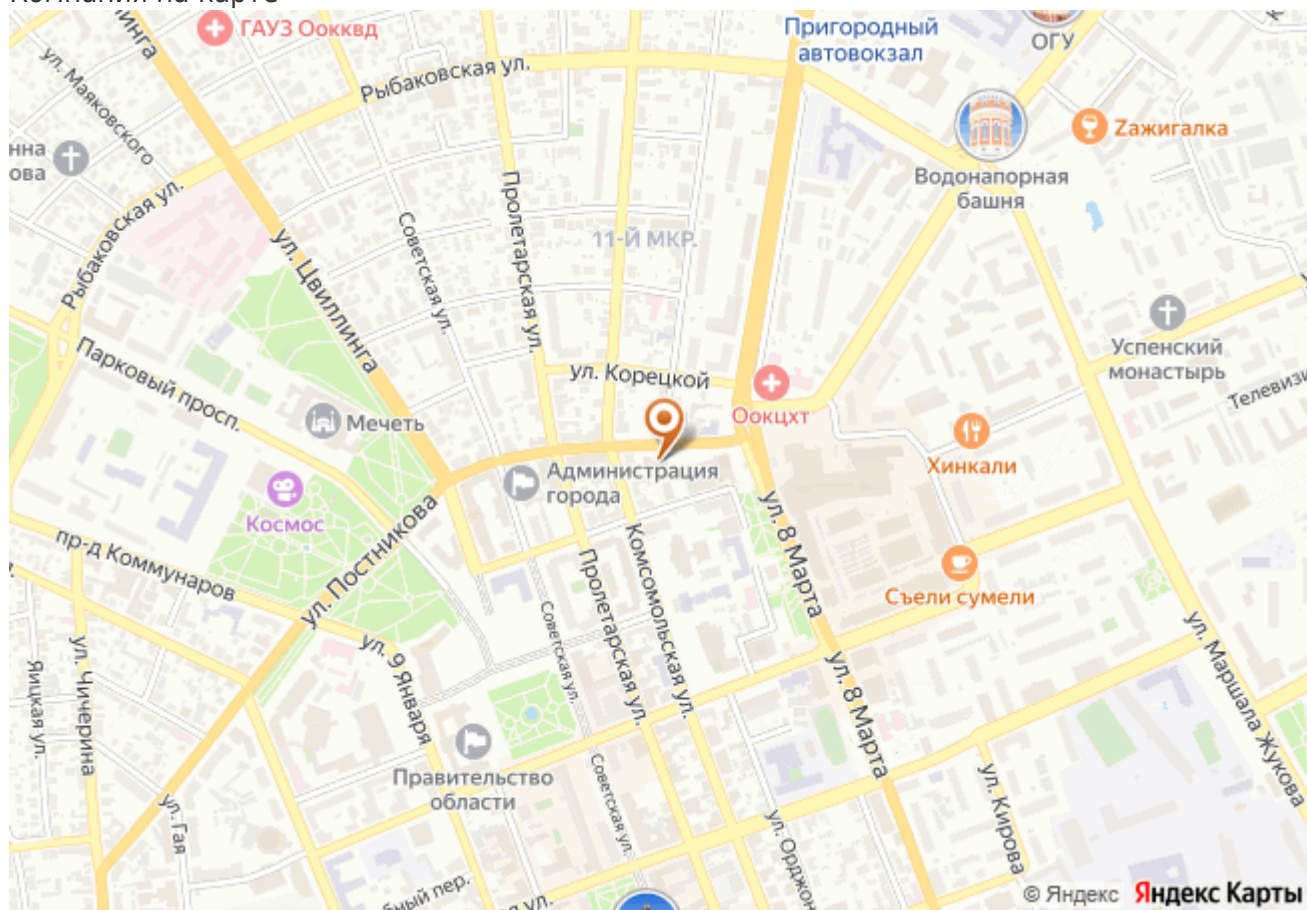 Компания на карте
ГАУЗ Оокквд
Пригородный
автовокзал
ОГУ
Рыбаковская ул.
ул. Маяковского
Zажигалка
Водонапорная
башня
Рыбаковская ул.
Советская ул.
Пролетарская ул.
11-Й МКР.
ул. Цвиллинга
Успенский
монастырь
Парковый просп.
ул. Корецкой
Оокцхт
Мечеть
Хинкали
Администрация
города
Космос
ул. Постникова
пр-д Коммунаров
ул. 8 Марта
Съели сумели
Комсомольская ул.
Пролетарская ул.
Советская ул.
ул. 9 Января
ул. Чичерина
Яицкая ул.
ул. 8 Марта
ул. Маршала Жукова
Правительство
области
Советская ул.
ул. Гая
ул. Кирова
© Яндекс Яндекс Карты